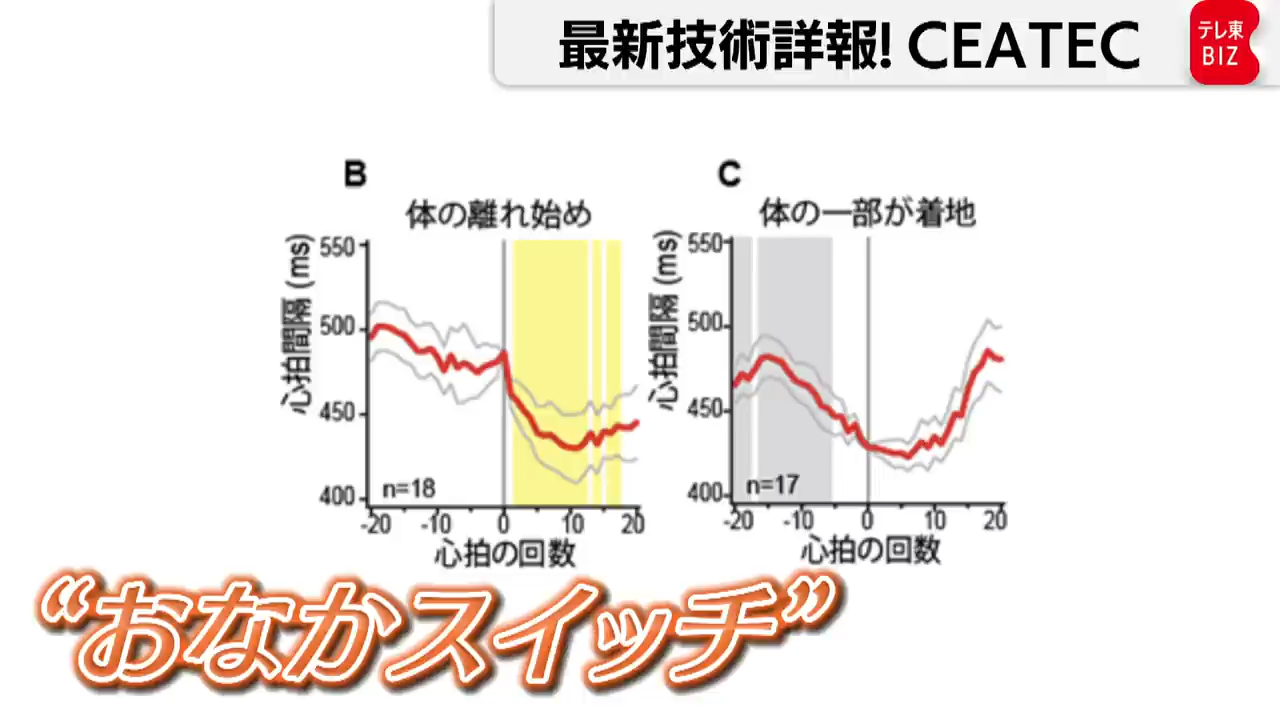 最新技術詳報! CEATEC
テレ東
BIZ
B
体の離れ始め
心拍間隔 (ms)
550
500
450
400
n=18
-20 -10 0 10 20
心拍の回数
C
体の一部が着地
心拍間隔 (ms)
550
500
450
400
n=17
-20 -10 0 10 20
心拍の回数
“おなかスイッチ”